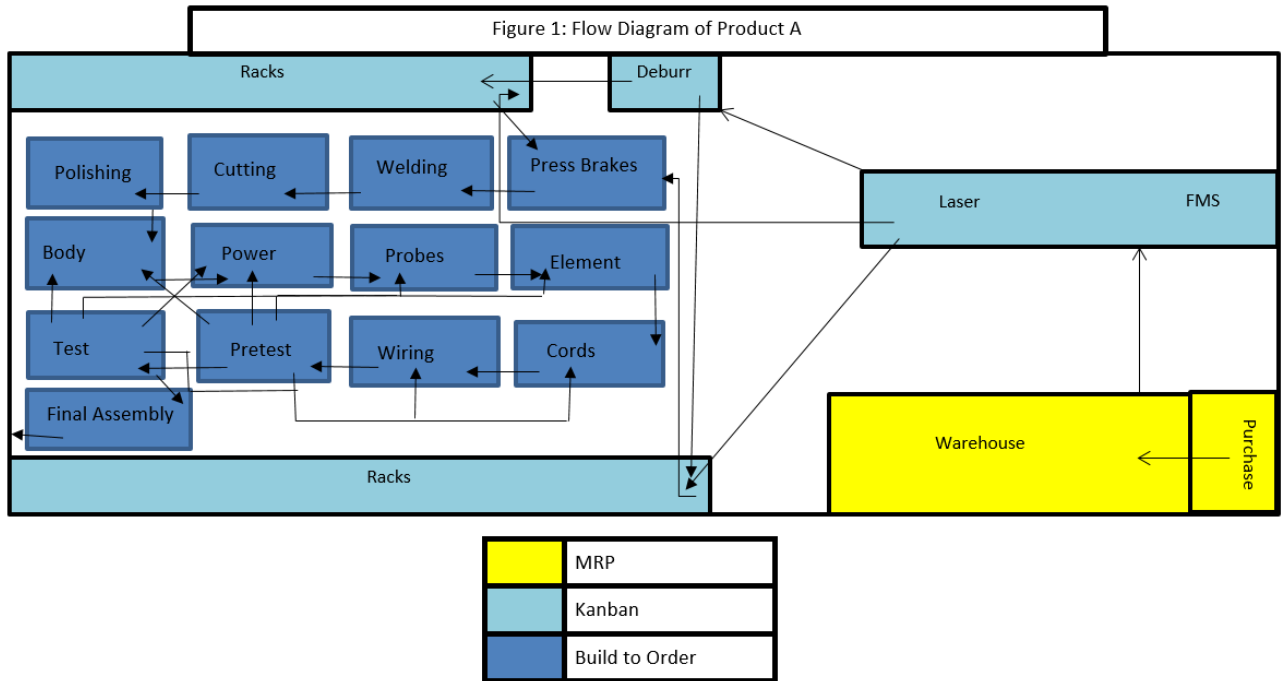 Figure 1: Flow Diagram of Product A
Racks
Deburr
Polishing
Cutting
Welding
Press Brakes
Laser
FMS
Body
Power
Probes
Element
Test
Pretest
Wiring
Cords
Final Assembly
Warehouse
Purchase
Racks
MRP
Kanban
Build to Order